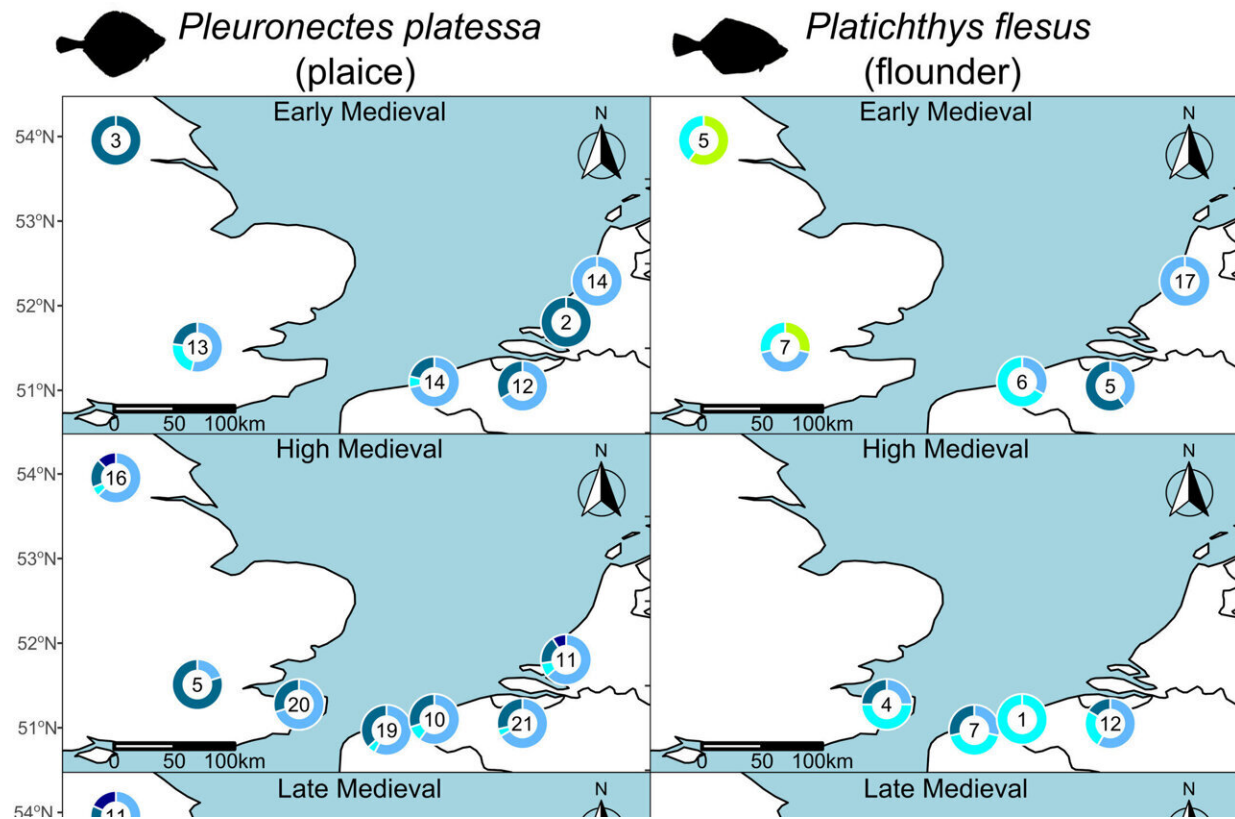 Pleuronectes platessa
(plaice)
Platichthys flesus
(flounder)
Early Medieval
N
54°N
3
53°N
14
52°N
2
13
14
12
51°N
0 50 100km
Early Medieval
N
5
17
7
6
5
0 50 100km
High Medieval
N
54°N
16
53°N
52°N
11
5
20
19
10
21
51°N
0 50 100km
High Medieval
N
4
7
1
12
0 50 100km
Late Medieval
N
54°N
11
Late Medieval
N